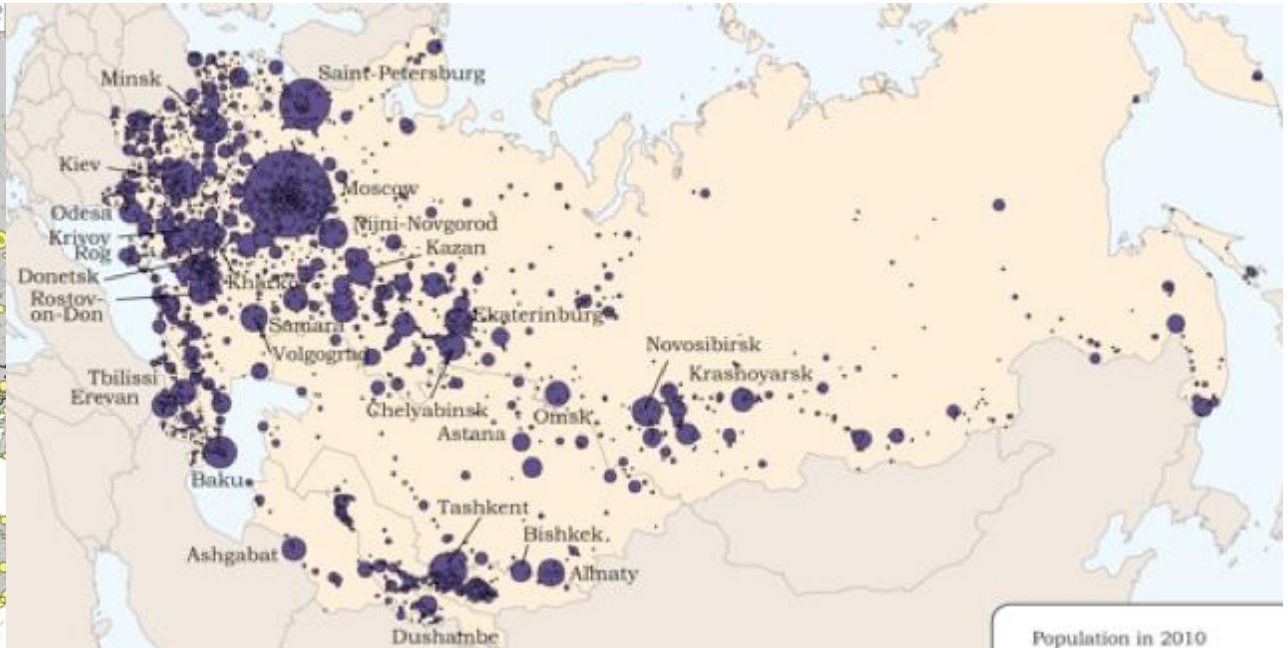 Saint-Petersburg
Minsk
Kiev
Moscow
Odesa
Nijni-Novgorod
Krivoy
Rog
Kazan
Donetsk
Kharkov
Rostov-
on-Don
Samara
Ekaterinburg
Volgograd
Novosibirsk
Tbilissi
Krasnoyarsk
Erevan
Chelyabinsk
Omsk
Astana
Baku
Tashkent
Bishkek
Ashgabat
Almaty
Dushambe
Population in 2010